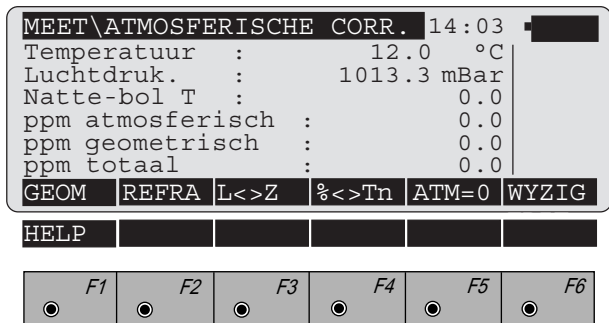 MEET\ATMOSFERISCHE CORR. 14:03
Temperatuur : 12.0 °C
Luchtdruk. : 1013.3 mBar
Natte-bol T : 0.0
ppm atmosferisch : 0.0
ppm geometrisch : 0.0
ppm totaal : 0.0
GEOM REFRA L<>Z %<>Tn ATM=0 WYZIG
HELP
F1 F2 F3 F4 F5 F6